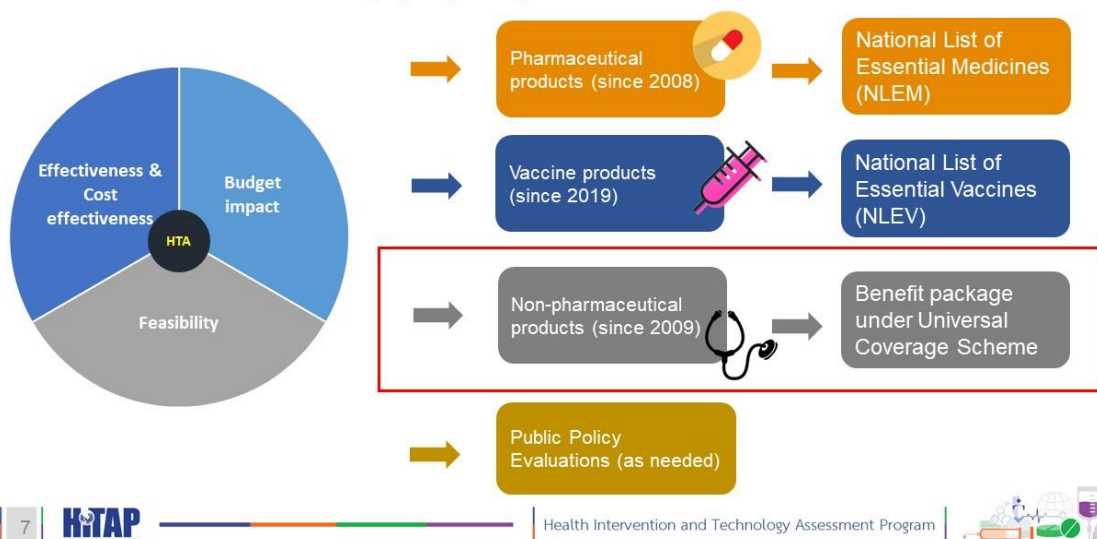 Effectiveness &
Cost
effectiveness
Budget
impact
HTA
Feasibility
Pharmaceutical
products (since 2008)
National List of
Essential Medicines
(NLEM)
Vaccine products
(since 2019)
National List of
Essential Vaccines
(NLEV)
Non-pharmaceutical
products (since 2009)
Benefit package
under Universal
Coverage Scheme
Public Policy
Evaluations (as needed)
7
HiTAP
Health Intervention and Technology Assessment Program